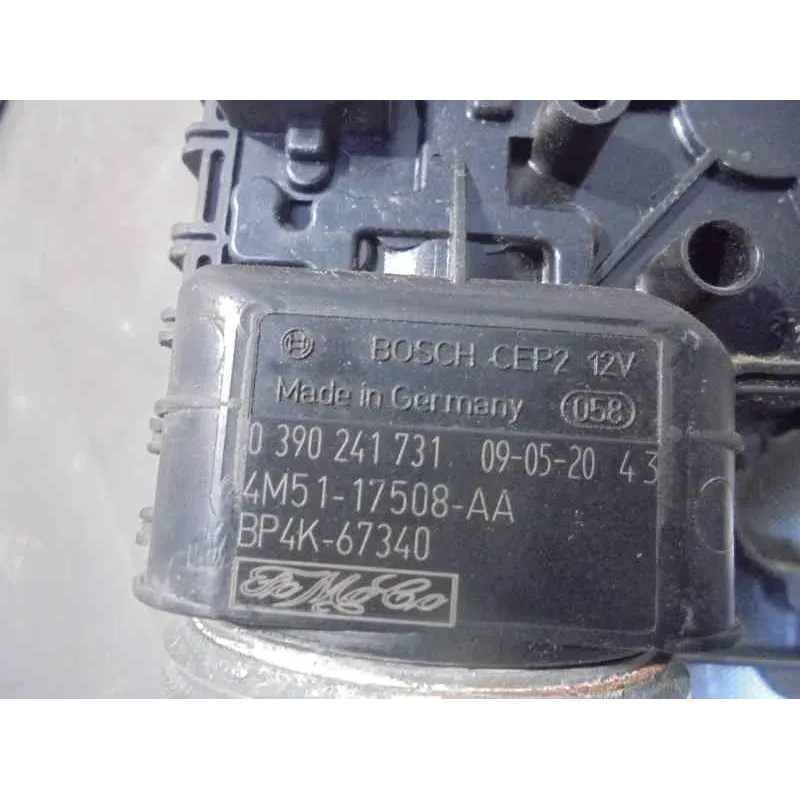 BOSCH CEP2 12V
Made in Germany 058
0 390 241 731 09-05-20 43
4M51-17508-AA
BP4K-67340
FoMoCo